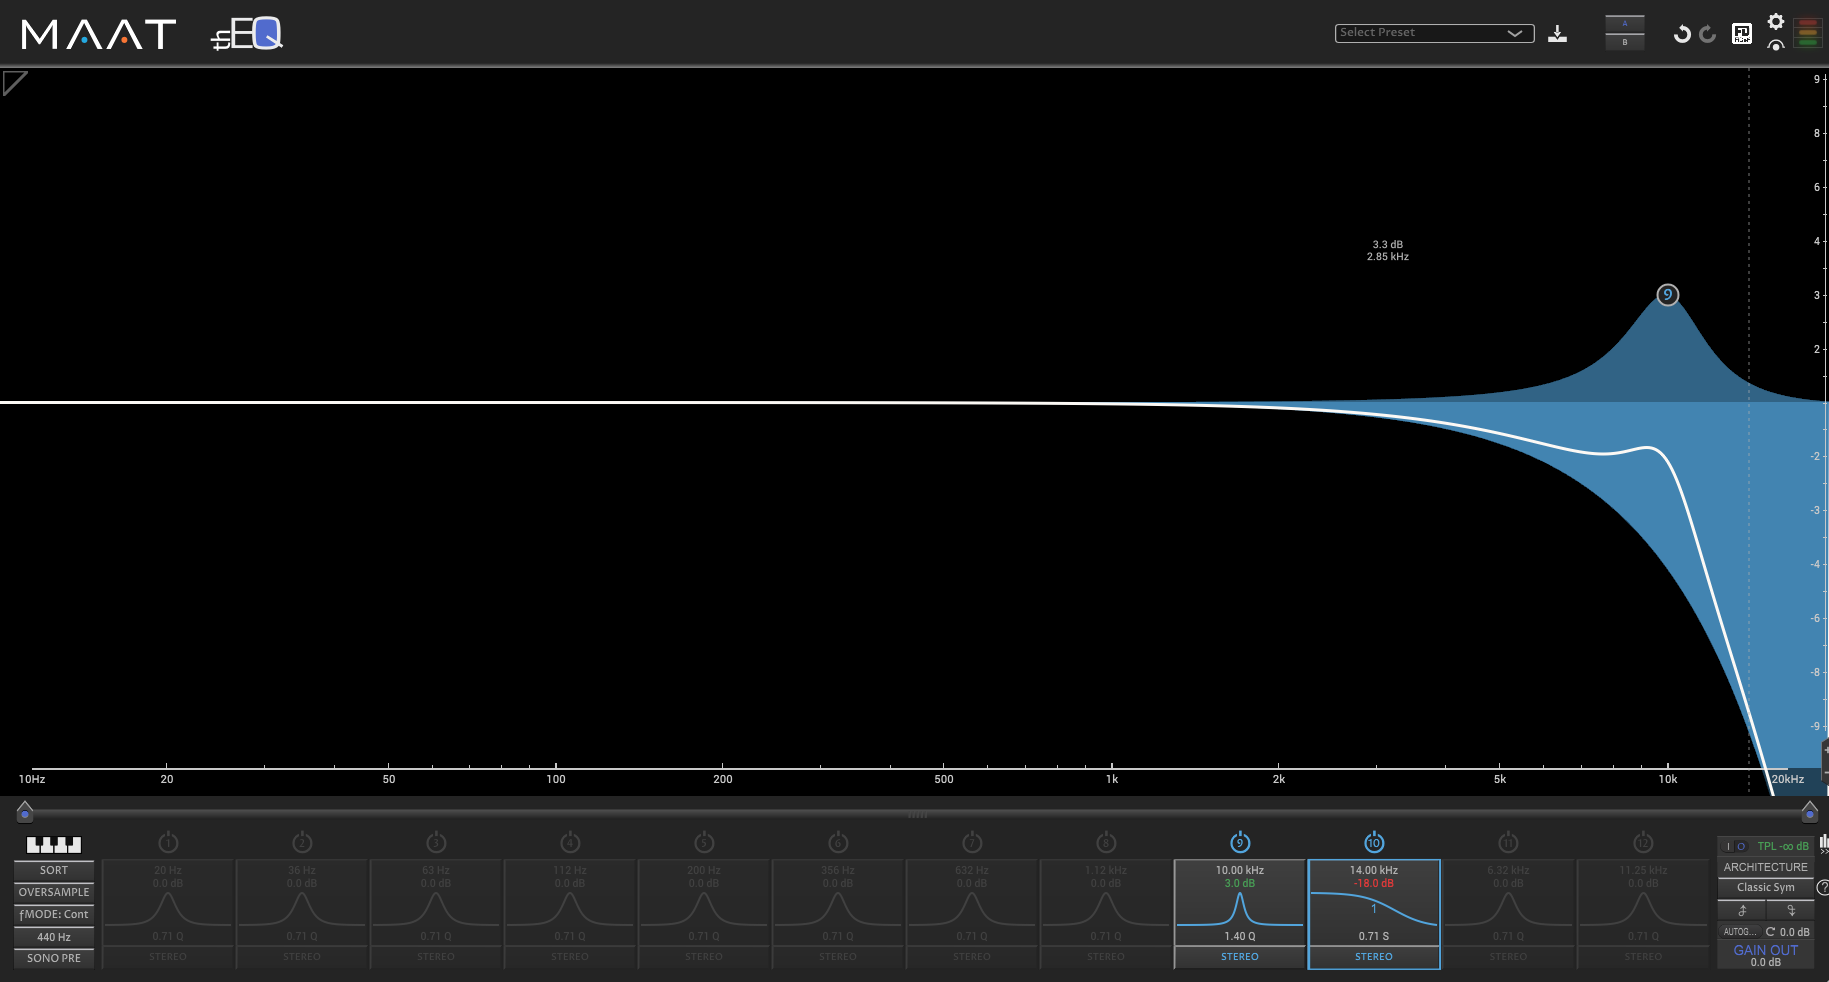 MAAT thEQ
Select Preset
A
B
9
8
6
4
3
2
-2
-3
-4
-6
-8
-9
3.3 dB
2.85 kHz
9
10Hz 20 50 100 200 500 1k 2k 5k 10k 20kHz
1 2 3 4 5 6 7 8 9 10 11 12
20 Hz 36 Hz 63 Hz 112 Hz 200 Hz 356 Hz 632 Hz 1.12 kHz 10.00 kHz 14.00 kHz 6.32 kHz 11.25 kHz
0.0 dB 0.0 dB 0.0 dB 0.0 dB 0.0 dB 0.0 dB 0.0 dB 0.0 dB 3.0 dB -18.0 dB 0.0 dB 0.0 dB
1
0.71 Q 0.71 Q 0.71 Q 0.71 Q 0.71 Q 0.71 Q 0.71 Q 0.71 Q 1.40 Q 0.71 S 0.71 Q 0.71 Q
STEREO STEREO STEREO STEREO STEREO STEREO STEREO STEREO STEREO STEREO STEREO STEREO
SORT
OVERSAMPLE
ƒMODE: Cont
440 Hz
SONO PRE
I O TPL -∞ dB
ARCHITECTURE
Classic Sym
?
AUTOG... 0.0 dB
GAIN OUT
0.0 dB